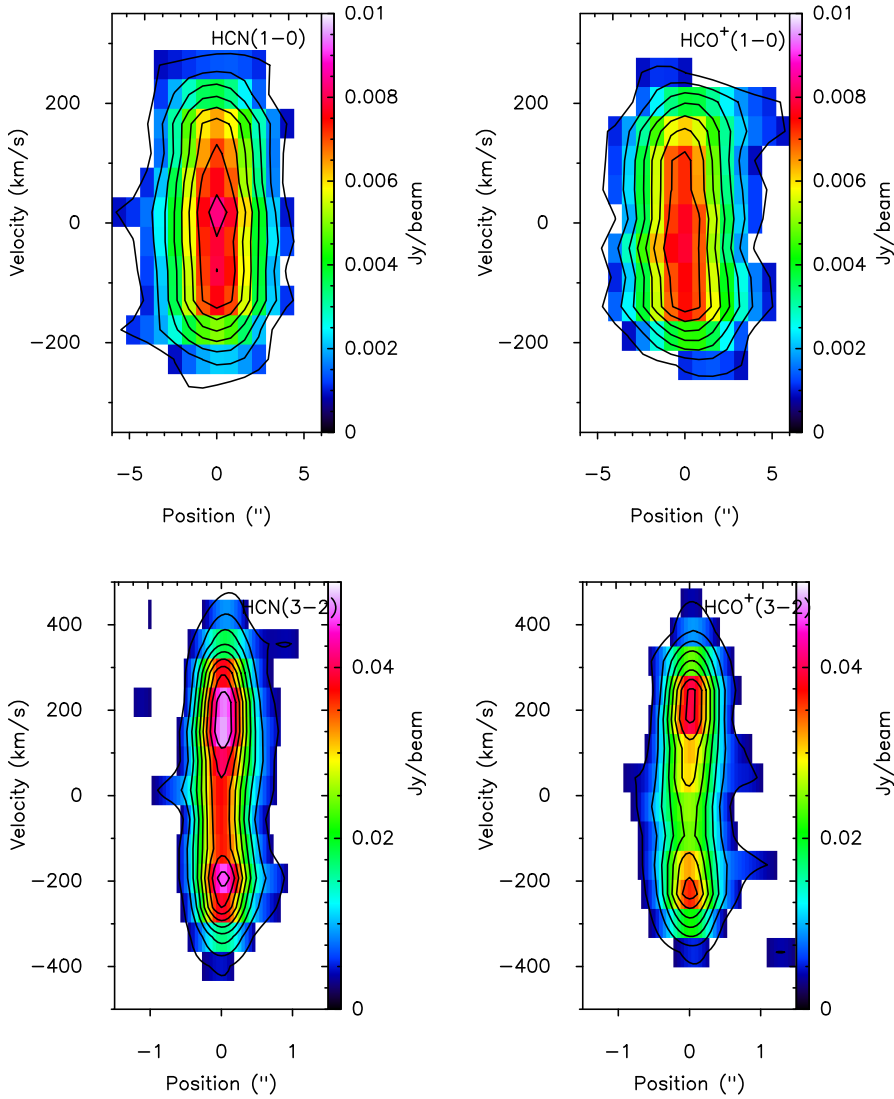 HCN(1−0)
200
0
−200
Velocity (km/s)
−5
0
5
Position (")
0.01
0.008
0.006
0.004
0.002
0
Jy/beam
HCO⁺(1−0)
200
0
−200
Velocity (km/s)
−5
0
5
Position (")
0.01
0.008
0.006
0.004
0.002
0
Jy/beam
HCN(3−2)
400
200
0
−200
−400
Velocity (km/s)
−1
0
1
Position (")
0.04
0.02
0
Jy/beam
HCO⁺(3−2)
400
200
0
−200
−400
Velocity (km/s)
−1
0
1
Position (")
0.04
0.02
0
Jy/beam